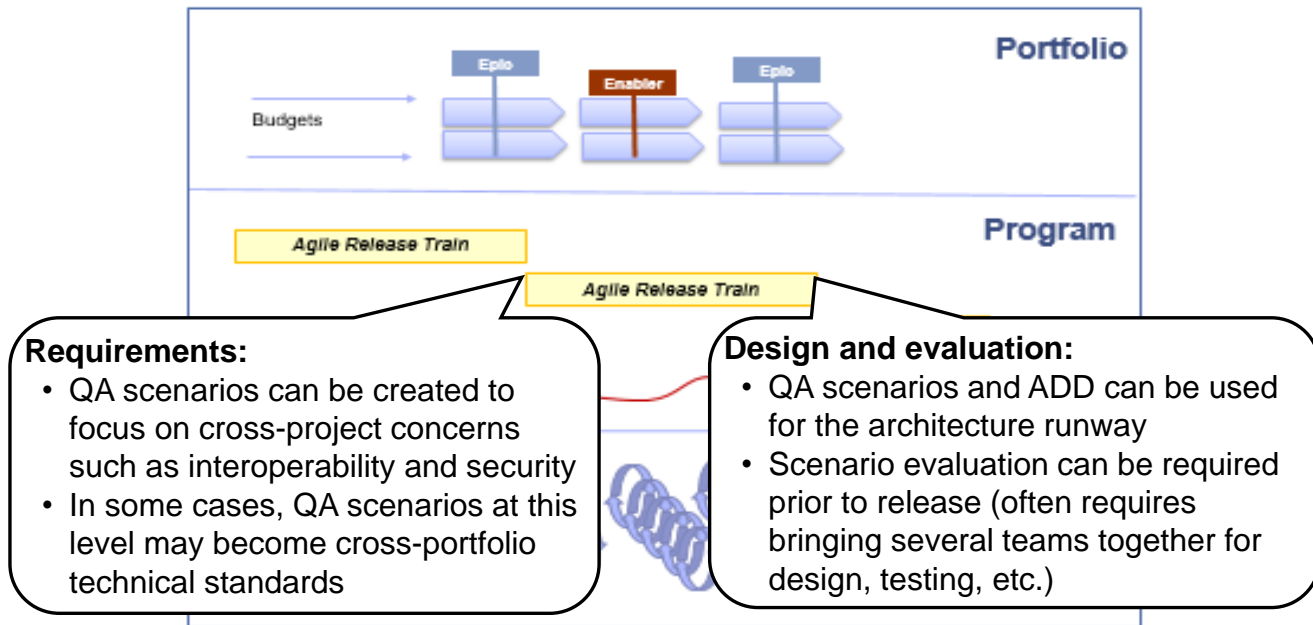 Portfolio
Epic
Enabler
Epic
Budgets
Program
Agile Release Train
Agile Release Train
Requirements:
• QA scenarios can be created to
focus on cross-project concerns
such as interoperability and security
• In some cases, QA scenarios at this
level may become cross-portfolio
technical standards
Design and evaluation:
• QA scenarios and ADD can be used
for the architecture runway
• Scenario evaluation can be required
prior to release (often requires
bringing several teams together for
design, testing, etc.)